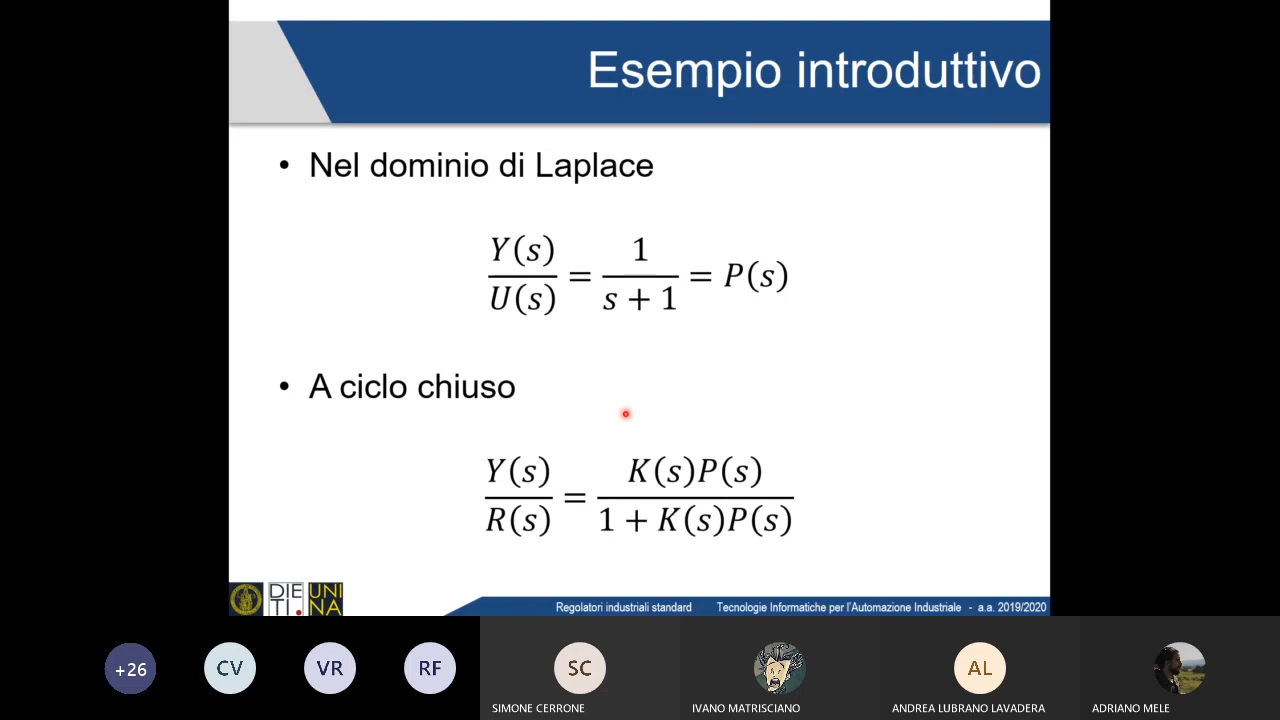 Esempio introduttivo
• Nel dominio di Laplace
Y(s)/U(s) = 1/(s + 1) = P(s)
• A ciclo chiuso
Y(s)/R(s) = K(s)P(s)/(1 + K(s)P(s))
DIE TI. UNI NA
Regolatori industriali standard Tecnologie Informatiche per l'Automazione Industriale - a.a. 2019/2020
+26 CV VR RF SC AL
SIMONE CERRONE IVANO MATRISCIANO ANDREA LUBRANO LAVADERA ADRIANO MELE